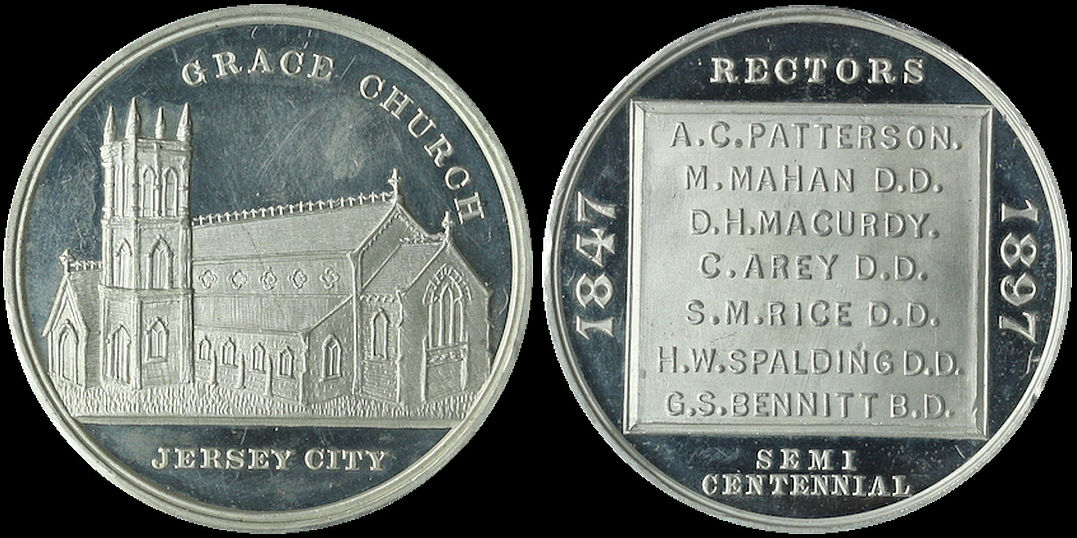 GRACE CHURCH
JERSEY CITY
RECTORS
1847
A.C.PATTERSON.
M.MAHAN D.D.
D.H.MACURDY.
C.AREY D.D.
S.M.RICE D.D.
H.W.SPALDING D.D.
G.S.BENNITT B.D.
1897
SEMI
CENTENNIAL